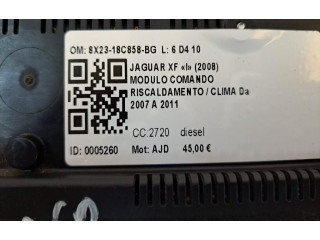 OM: 8X23-18C858-BG L: 6 D4 10
JAGUAR XF «I» (2008)
MODULO COMANDO
RISCALDAMENTO / CLIMA Da
2007 A 2011
CC:2720 diesel
ID: 0005260 Mot: AJD 45,00 €